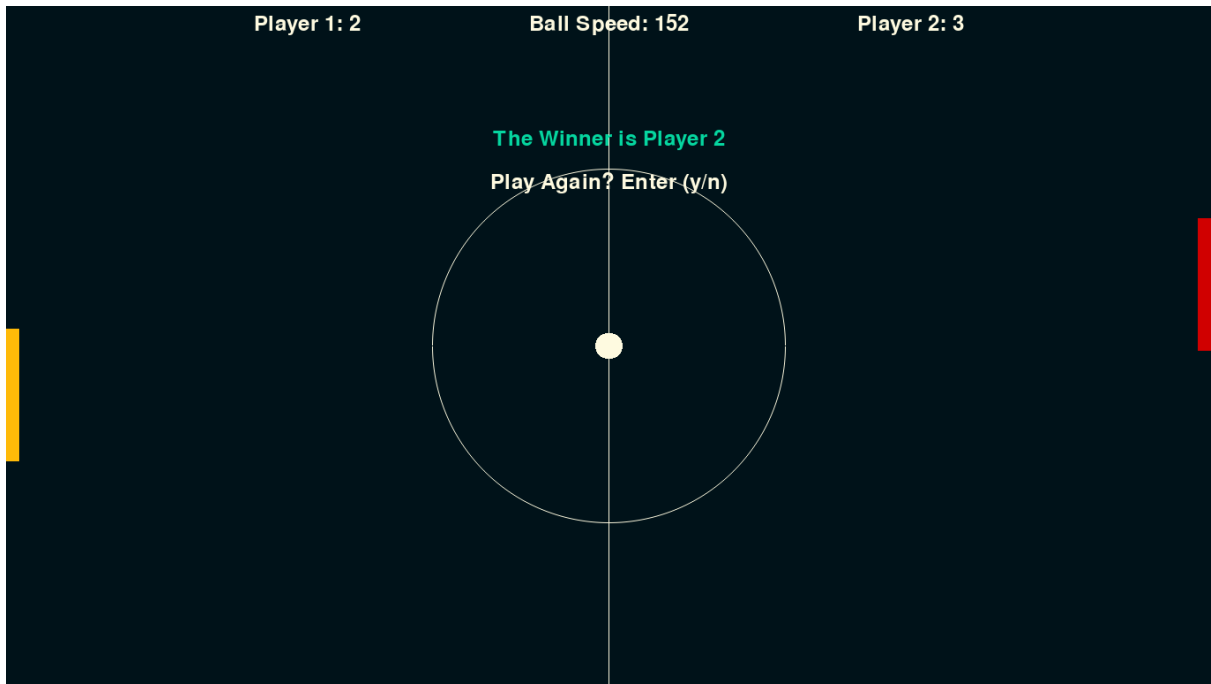 Player 1: 2
Ball Speed: 152
Player 2: 3
The Winner is Player 2
Play Again? Enter (y/n)